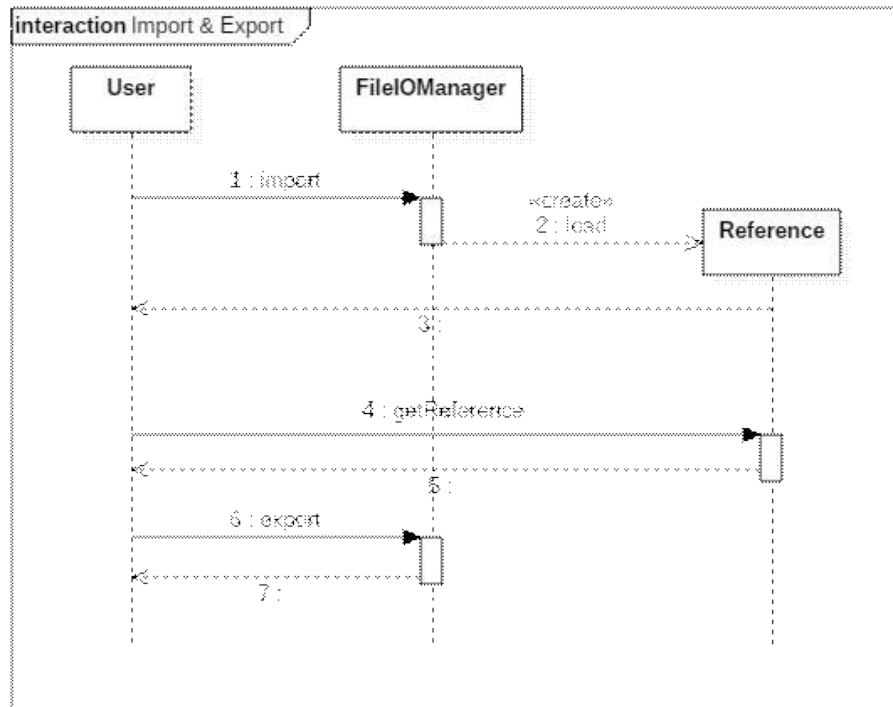 interaction Import & Export
User
FileIOManager
1 : import
«create»
2 : load
Reference
3 :
4 : getReference
5 :
6 : export
7 :